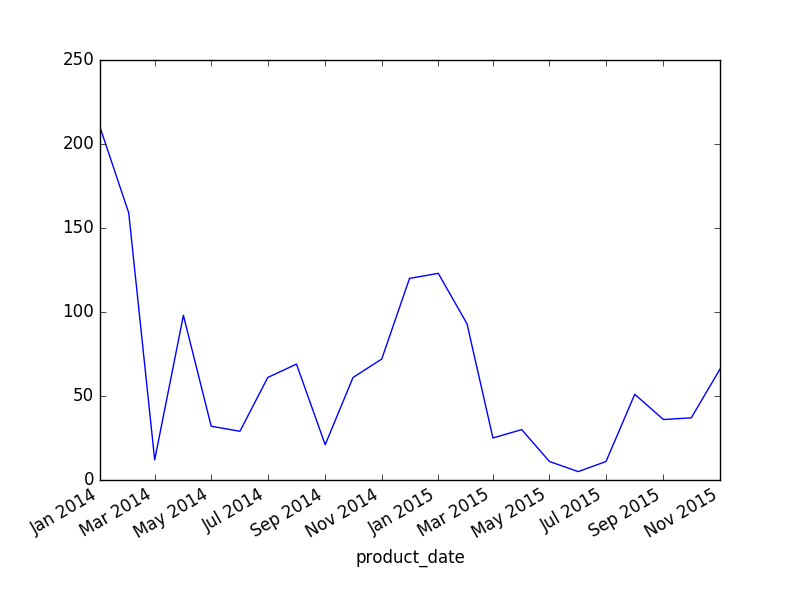 250
200
150
100
50
0
Jan 2014
Mar 2014
May 2014
Jul 2014
Sep 2014
Nov 2014
Jan 2015
Mar 2015
May 2015
Jul 2015
Sep 2015
Nov 2015
product_date